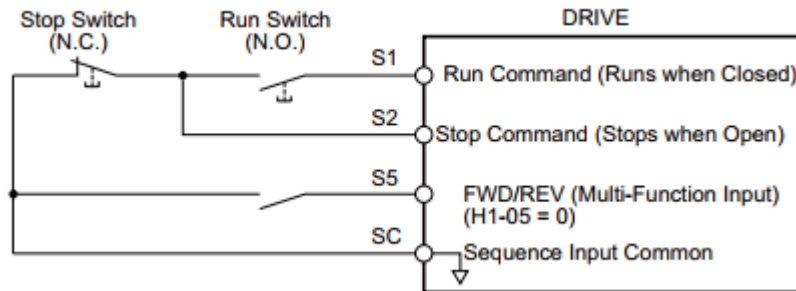 DRIVE
Stop Switch
(N.C.)
Run Switch
(N.O.)
S1
Run Command (Runs when Closed)
S2
Stop Command (Stops when Open)
S5
FWD/REV (Multi-Function Input)
(H1-05 = 0)
SC
Sequence Input Common